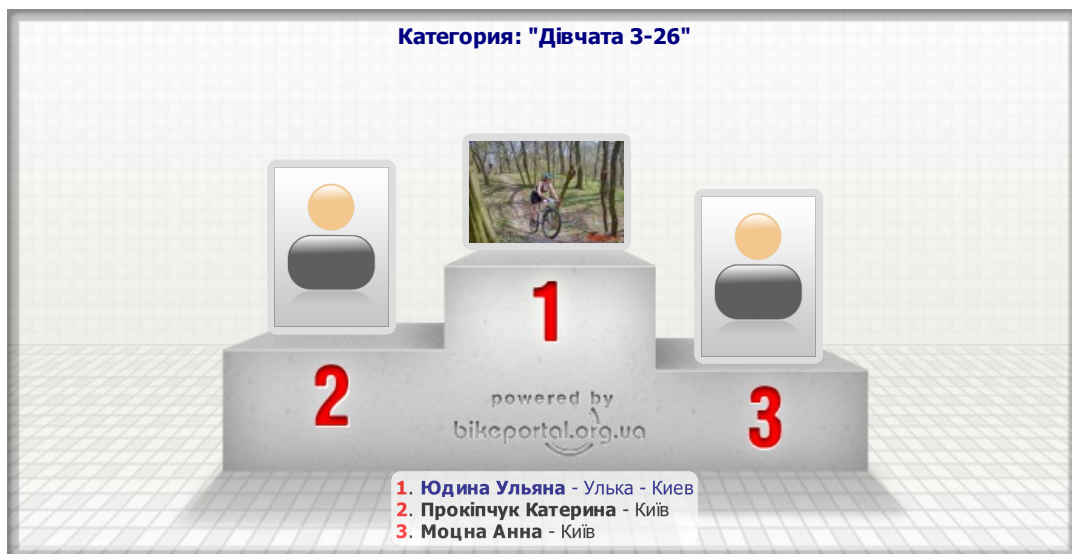 Категория: "Дівчата 3-26"
1
2
3
powered by
bikeportal.org.ua
1. Юдина Ульяна - Улька - Киев
2. Прокіпчук Катерина - Київ
3. Моцна Анна - Київ